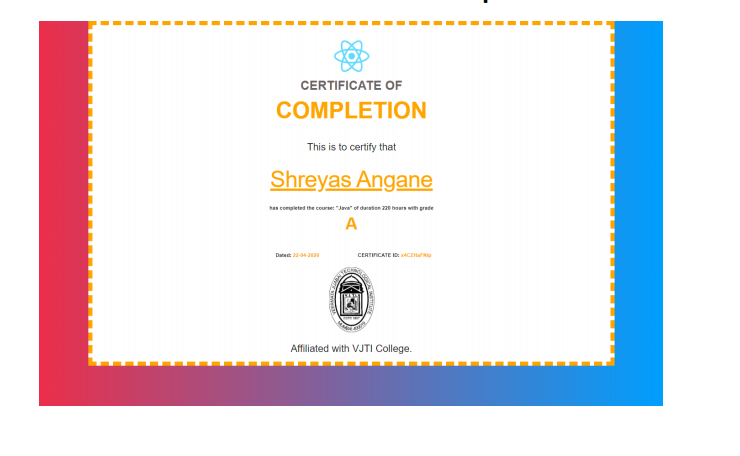 CERTIFICATE OF
COMPLETION
This is to certify that
Shreyas Angane
has completed the course: "Java" of duration 220 hours with grade
A
Dated: 22-04-2020 CERTIFICATE ID:
Affiliated with VJTI College.